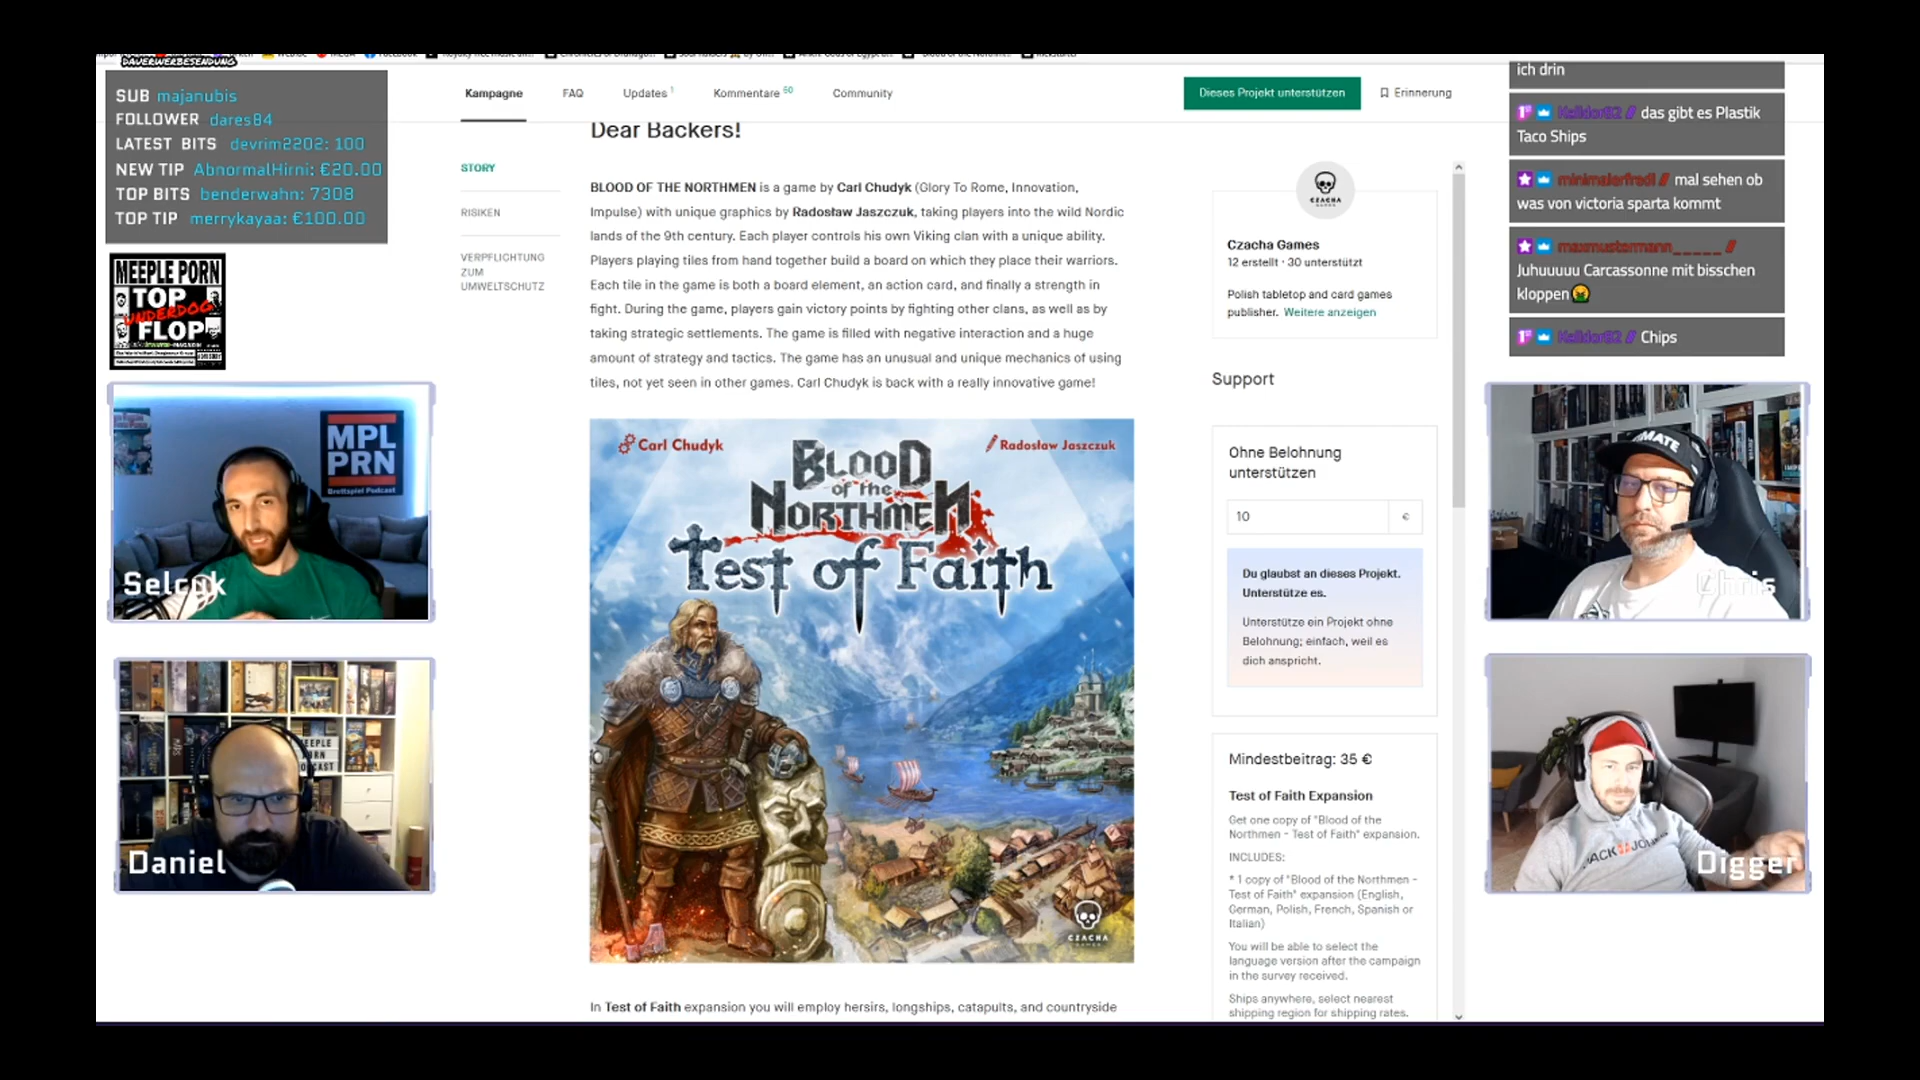 DAUERWERBESENDUNG
SUB majanubis
FOLLOWER dares84
LATEST BITS devrim2202: 100
NEW TIP AbnormalHirni: €20.00
TOP BITS benderwahn: 7308
TOP TIP merrykayaa: €100.00
MEEPLE PORN
TOP
UNDERDOG
FLOP
MPL
PRN
Brettspiel Podcast
Selcuk
Daniel
Kampagne
FAQ
Updates 1
Kommentare 60
Community
Dieses Projekt unterstützen
Erinnerung
STORY
RISIKEN
VERPFLICHTUNG
ZUM
UMWELTSCHUTZ
Dear Backers!
BLOOD OF THE NORTHMEN is a game by Carl Chudyk (Glory To Rome, Innovation,
Impulse) with unique graphics by Radosław Jaszczuk, taking players into the wild Nordic
lands of the 9th century. Each player controls his own Viking clan with a unique ability.
Players playing tiles from hand together build a board on which they place their warriors.
Each tile in the game is both a board element, an action card, and finally a strength in
fight. During the game, players gain victory points by fighting other clans, as well as by
taking strategic settlements. The game is filled with negative interaction and a huge
amount of strategy and tactics. The game has an unusual and unique mechanics of using
tiles, not yet seen in other games. Carl Chudyk is back with a really innovative game!
Carl Chudyk
Radosław Jaszczuk
BLOOD
of the
NORTHMEN
Test of Faith
CZACHA
GAMES
In Test of Faith expansion you will employ hersirs, longships, catapults, and countryside
CZACHA
GAMES
Czacha Games
12 erstellt · 30 unterstützt
Polish tabletop and card games
publisher. Weitere anzeigen
Support
Ohne Belohnung
unterstützen
10 €
Du glaubst an dieses Projekt.
Unterstütze es.
Unterstütze ein Projekt ohne
Belohnung; einfach, weil es
dich anspricht.
Mindestbeitrag: 35 €
Test of Faith Expansion
Get one copy of "Blood of the
Northmen - Test of Faith" expansion.
INCLUDES:
* 1 copy of "Blood of the Northmen -
Test of Faith" expansion (English,
German, Polish, French, Spanish or
Italian)
You will be able to select the
language version after the campaign
in the survey received.
Ships anywhere, select nearest
shipping region for shipping rates.
ich drin
// das gibt es Plastik
Taco Ships
minimalerfredl // mal sehen ob
was von victoria sparta kommt
maxmustermann______ //
Juhuuuuu Carcassonne mit bisschen
kloppen
// Chips
Chris
Digger